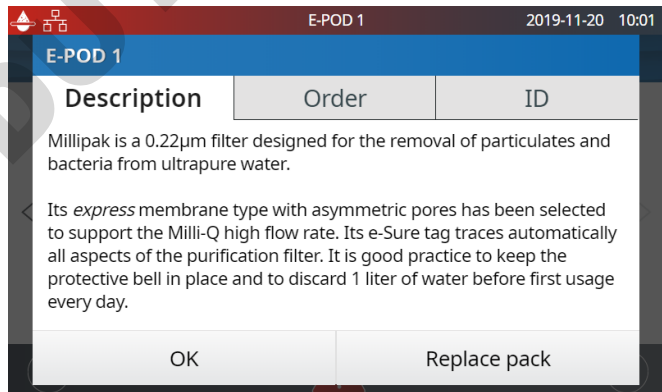 E-POD 1 2019-11-20 10:01
E-POD 1
Description Order ID
Millipak is a 0.22µm filter designed for the removal of particulates and
bacteria from ultrapure water.
Its express membrane type with asymmetric pores has been selected
to support the Milli-Q high flow rate. Its e-Sure tag traces automatically
all aspects of the purification filter. It is good practice to keep the
protective bell in place and to discard 1 liter of water before first usage
every day.
OK Replace pack